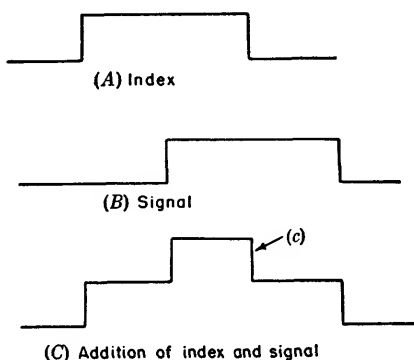 (A) Index
(B) Signal
(c)
(C) Addition of index and signal